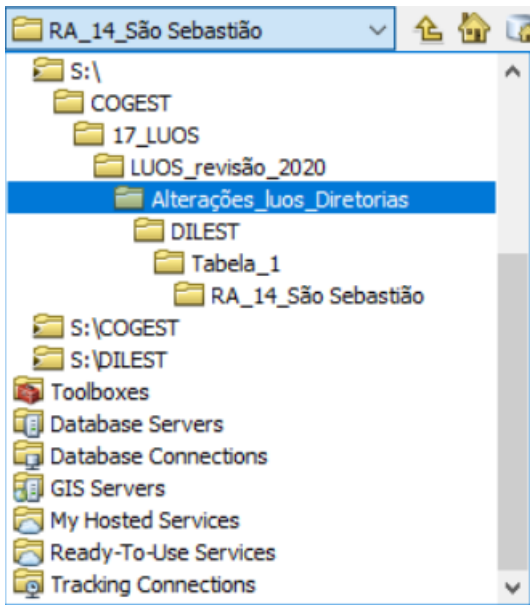 RA_14_São Sebastião
S:\
COGEST
17_LUOS
LUOS_revisão_2020
Alterações_luos_Diretorias
DILEST
Tabela_1
RA_14_São Sebastião
S:\COGEST
S:\DILEST
Toolboxes
Database Servers
Database Connections
GIS Servers
My Hosted Services
Ready-To-Use Services
Tracking Connections